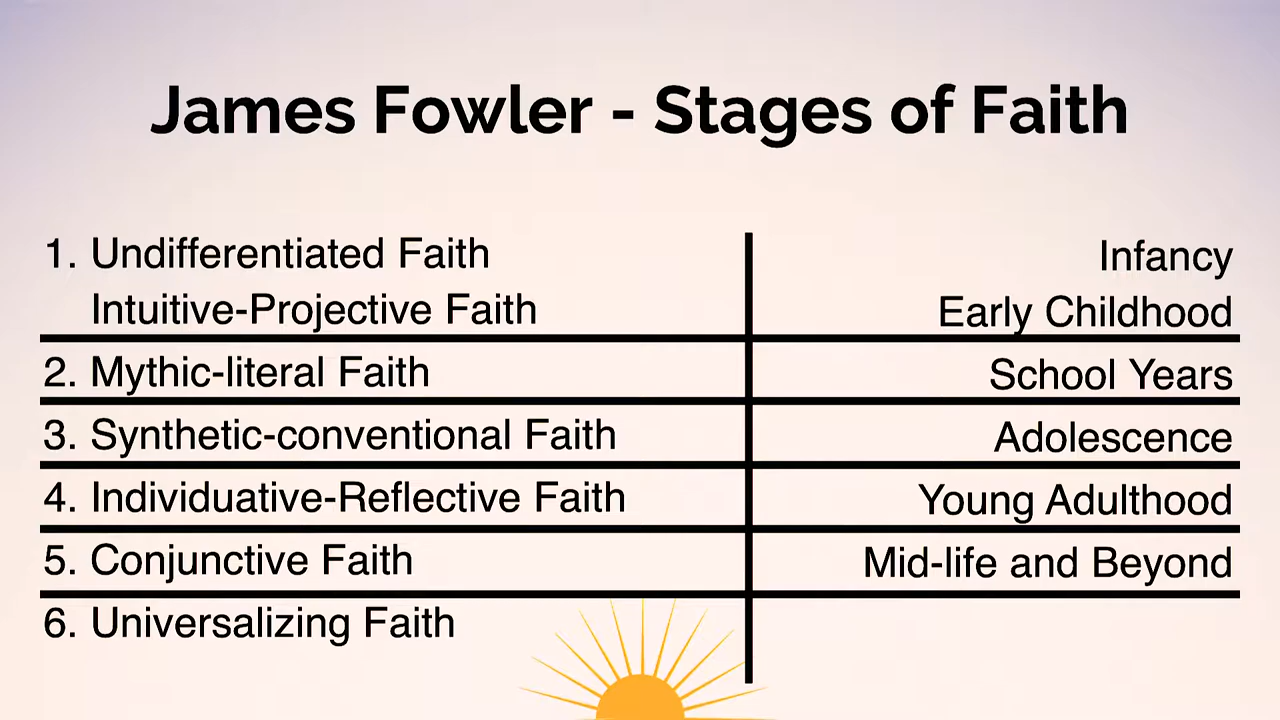 James Fowler - Stages of Faith
1. Undifferentiated Faith Infancy
Intuitive-Projective Faith Early Childhood
2. Mythic-literal Faith School Years
3. Synthetic-conventional Faith Adolescence
4. Individuative-Reflective Faith Young Adulthood
5. Conjunctive Faith Mid-life and Beyond
6. Universalizing Faith